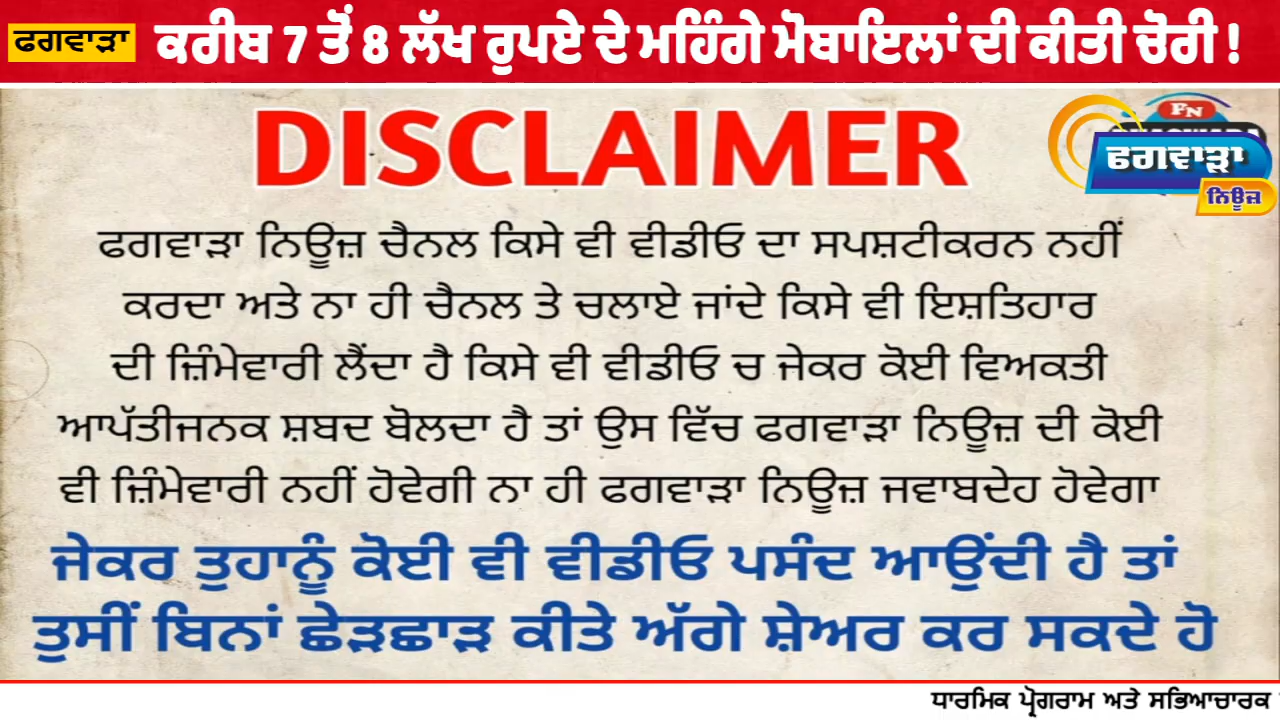 ਫਗਵਾੜਾ
ਕਰੀਬ 7 ਤੋਂ 8 ਲੱਖ ਰੁਪਏ ਦੇ ਮਹਿੰਗੇ ਮੋਬਾਇਲਾਂ ਦੀ ਕੀਤੀ ਚੋਰੀ !
DISCLAIMER
FN
ਫਗਵਾੜਾ
ਨਿਊਜ਼
ਫਗਵਾੜਾ ਨਿਊਜ਼ ਚੈਨਲ ਕਿਸੇ ਵੀ ਵੀਡੀਓ ਦਾ ਸਪਸ਼ਟੀਕਰਨ ਨਹੀਂ
ਕਰਦਾ ਅਤੇ ਨਾ ਹੀ ਚੈਨਲ ਤੇ ਚਲਾਏ ਜਾਂਦੇ ਕਿਸੇ ਵੀ ਇਸ਼ਤਿਹਾਰ
ਦੀ ਜ਼ਿੰਮੇਵਾਰੀ ਲੈਂਦਾ ਹੈ ਕਿਸੇ ਵੀ ਵੀਡੀਓ ਚ ਜੇਕਰ ਕੋਈ ਵਿਅਕਤੀ
ਆਪੱਤੀਜਨਕ ਸ਼ਬਦ ਬੋਲਦਾ ਹੈ ਤਾਂ ਉਸ ਵਿੱਚ ਫਗਵਾੜਾ ਨਿਊਜ਼ ਦੀ ਕੋਈ
ਵੀ ਜ਼ਿੰਮੇਵਾਰੀ ਨਹੀਂ ਹੋਵੇਗੀ ਨਾ ਹੀ ਫਗਵਾੜਾ ਨਿਊਜ਼ ਜਵਾਬਦੇਹ ਹੋਵੇਗਾ
ਜੇਕਰ ਤੁਹਾਨੂੰ ਕੋਈ ਵੀ ਵੀਡੀਓ ਪਸੰਦ ਆਉਂਦੀ ਹੈ ਤਾਂ
ਤੁਸੀਂ ਬਿਨਾਂ ਛੇੜਛਾੜ ਕੀਤੇ ਅੱਗੇ ਸ਼ੇਅਰ ਕਰ ਸਕਦੇ ਹੋ
ਧਾਰਮਿਕ ਪ੍ਰੋਗਰਾਮ ਅਤੇ ਸਭਿਆਚਾਰਕ